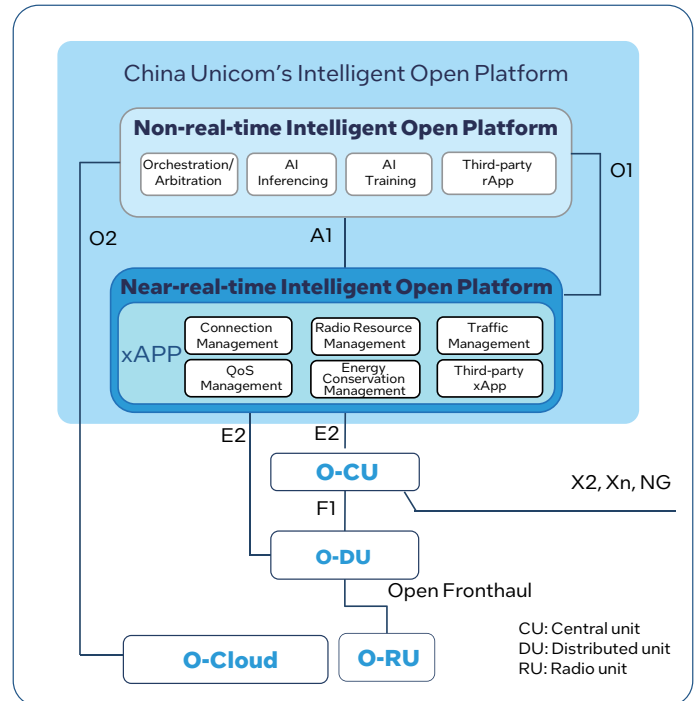 China Unicom's Intelligent Open Platform
Non-real-time Intelligent Open Platform
Orchestration/
Arbitration
AI
Inferencing
AI
Training
Third-party
rApp
O1
O2
A1
Near-real-time Intelligent Open Platform
xAPP
Connection
Management
Radio Resource
Management
Traffic
Management
QoS
Management
Energy
Conservation
Management
Third-party
xApp
E2
E2
O-CU
X2, Xn, NG
F1
O-DU
Open Fronthaul
O-Cloud
O-RU
CU: Central unit
DU: Distributed unit
RU: Radio unit